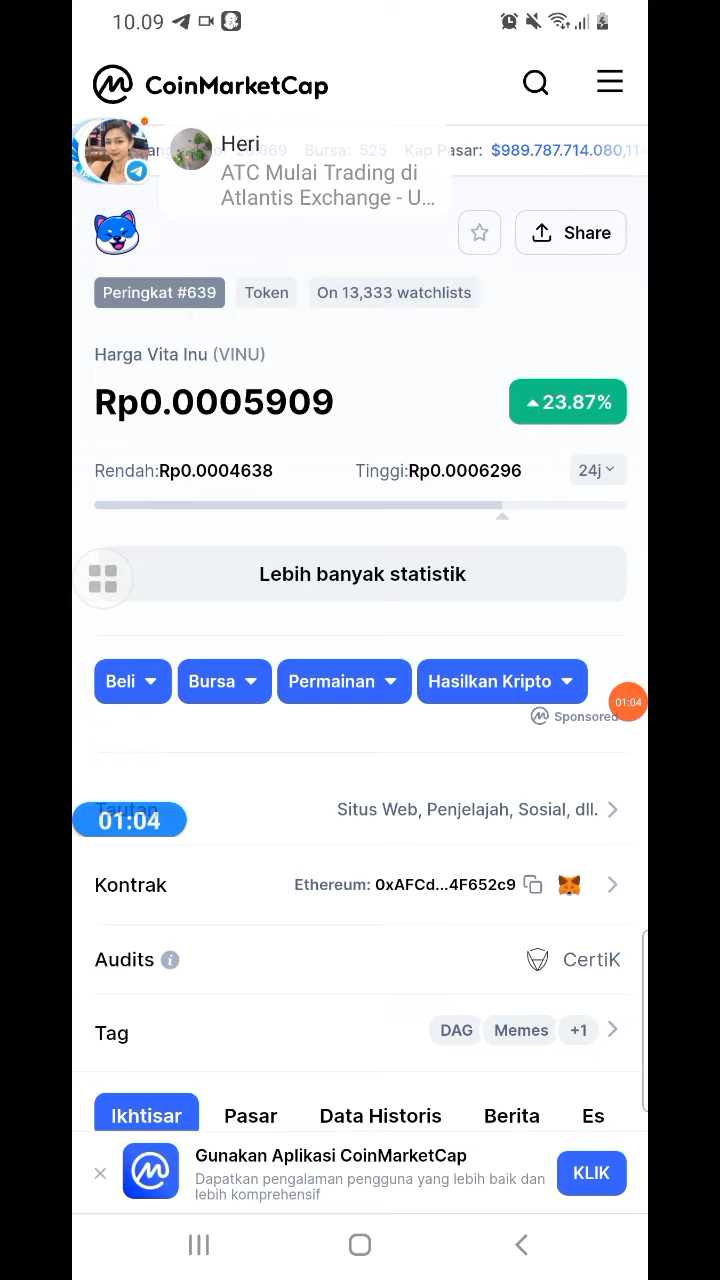 10.09
CoinMarketCap
Heri
Bursa: 525 Kap Pasar: $989.787.714.080,
ATC Mulai Trading di
Atlantis Exchange - U...
Share
Peringkat #639 Token On 13,333 watchlists
Harga Vita Inu (VINU)
Rp0.0005909 23.87%
Rendah:Rp0.0004638 Tinggi:Rp0.0006296 24j
Lebih banyak statistik
Beli Bursa Permainan Hasilkan Kripto
01:04
Sponsored
Tautan Situs Web, Penjelajah, Sosial, dll.
01:04
Kontrak Ethereum: 0xAFCd...4F652c9
Audits CertiK
Tag DAG Memes +1
Ikhtisar Pasar Data Historis Berita Es
Gunakan Aplikasi CoinMarketCap
Dapatkan pengalaman pengguna yang lebih baik dan
lebih komprehensif
KLIK